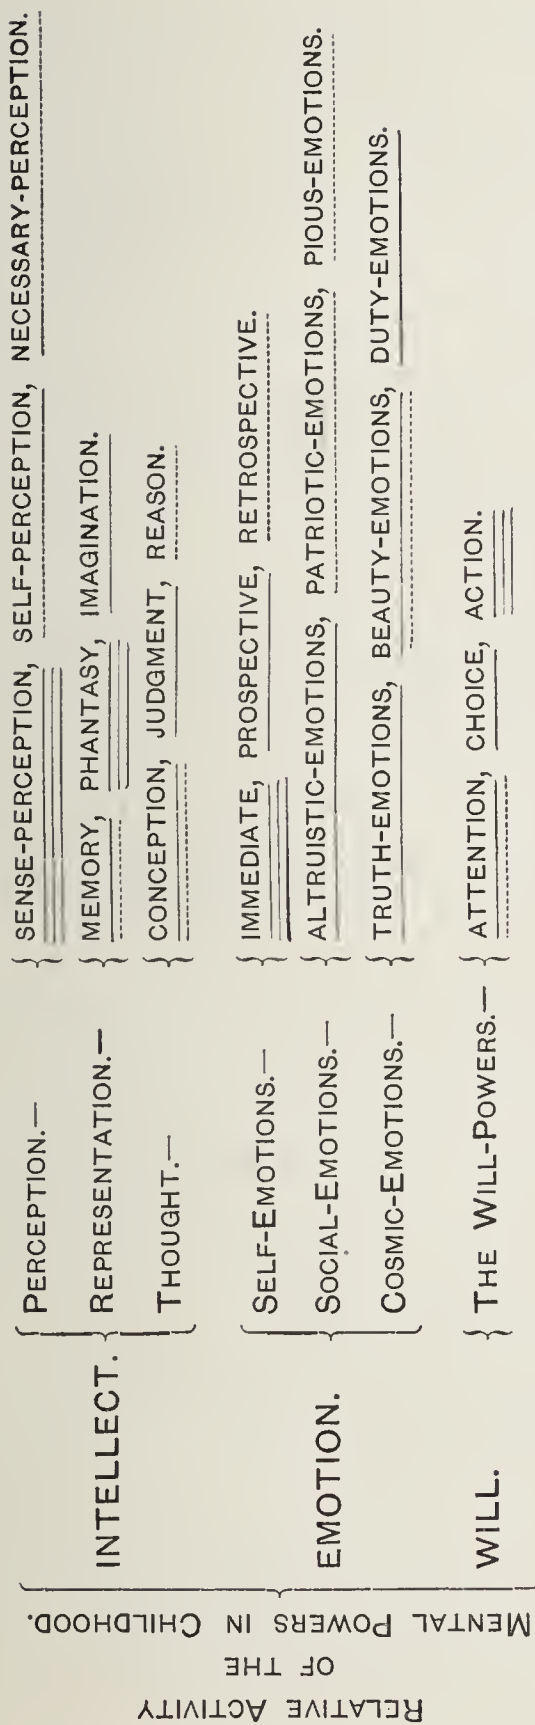 RELATIVE ACTIVITY
OF THE
MENTAL POWERS IN CHILDHOOD.
INTELLECT.
PERCEPTION.— SENSE-PERCEPTION, SELF-PERCEPTION, NECESSARY-PERCEPTION.
REPRESENTATION.— MEMORY, PHANTASY, IMAGINATION.
THOUGHT.— CONCEPTION, JUDGMENT, REASON.
EMOTION.
SELF-EMOTIONS.— IMMEDIATE, PROSPECTIVE, RETROSPECTIVE.
SOCIAL-EMOTIONS.— ALTRUISTIC-EMOTIONS, PATRIOTIC-EMOTIONS, PIOUS-EMOTIONS.
COSMIC-EMOTIONS.— TRUTH-EMOTIONS, BEAUTY-EMOTIONS, DUTY-EMOTIONS.
WILL.
THE WILL-POWERS.— ATTENTION, CHOICE, ACTION.